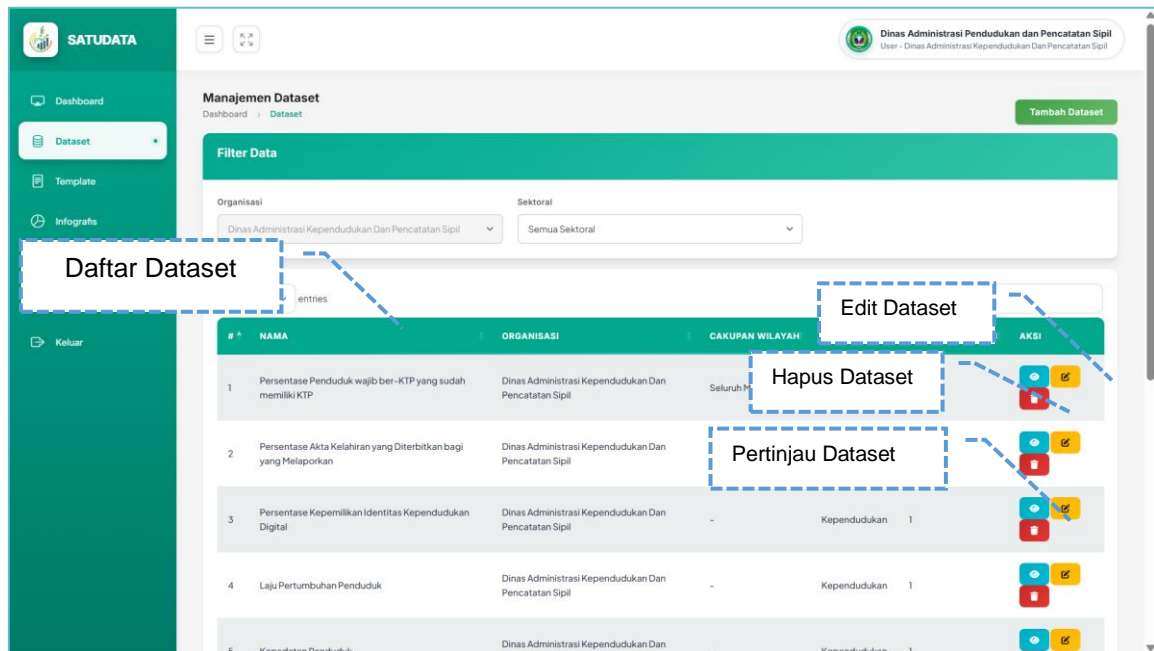 SATUDATA
Dinas Administrasi Pendudukan dan Pencatatan Sipil
User - Dinas Administrasi Kependudukan Dan Pencatatan Sipil
Dashboard
Dataset
Template
Infografis
Keluar
Manajemen Dataset
Dashboard > Dataset
Tambah Dataset
Filter Data
Organisasi
Sektoral
Dinas Administrasi Kependudukan Dan Pencatatan Sipil
Semua Sektoral
Daftar Dataset
entries
Edit Dataset
Hapus Dataset
Pertinjau Dataset
# NAMA ORGANISASI CAKUPAN WILAYAH AKSI
1 Persentase Penduduk wajib ber-KTP yang sudah
memiliki KTP
Dinas Administrasi Kependudukan Dan
Pencatatan Sipil
Seluruh
2 Persentase Akta Kelahiran yang Diterbitkan bagi
yang Melaporkan
Dinas Administrasi Kependudukan Dan
Pencatatan Sipil
3 Persentase Kepemilikan Identitas Kependudukan
Digital
Dinas Administrasi Kependudukan Dan
Pencatatan Sipil
- Kependudukan 1
4 Laju Pertumbuhan Penduduk
Dinas Administrasi Kependudukan Dan
Pencatatan Sipil
- Kependudukan 1
Dinas Administrasi Kependudukan Dan